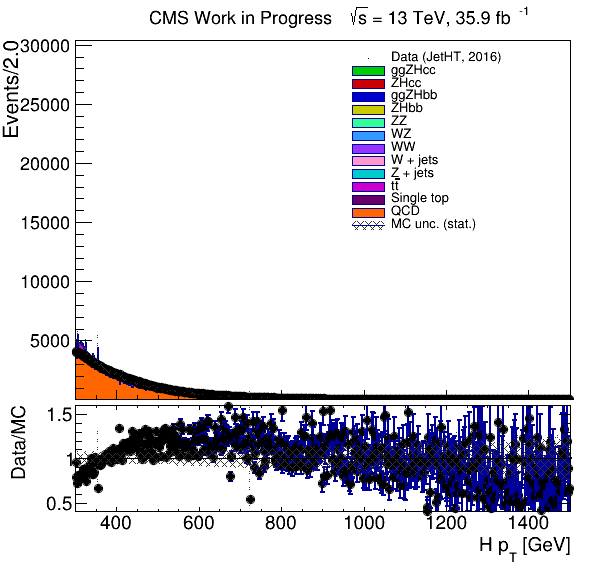 CMS Work in Progress √s = 13 TeV, 35.9 fb⁻¹
Events/2.0
30000
25000
20000
15000
10000
5000
Data (JetHT, 2016)
ggZHcc
ZHcc
ggZHbb
ZHbb
ZZ
WZ
WW
W + jets
Z + jets
tt̅
Single top
QCD
MC unc. (stat.)
Data/MC
1.5
1
0.5
400 600 800 1000 1200 1400
H p_T [GeV]